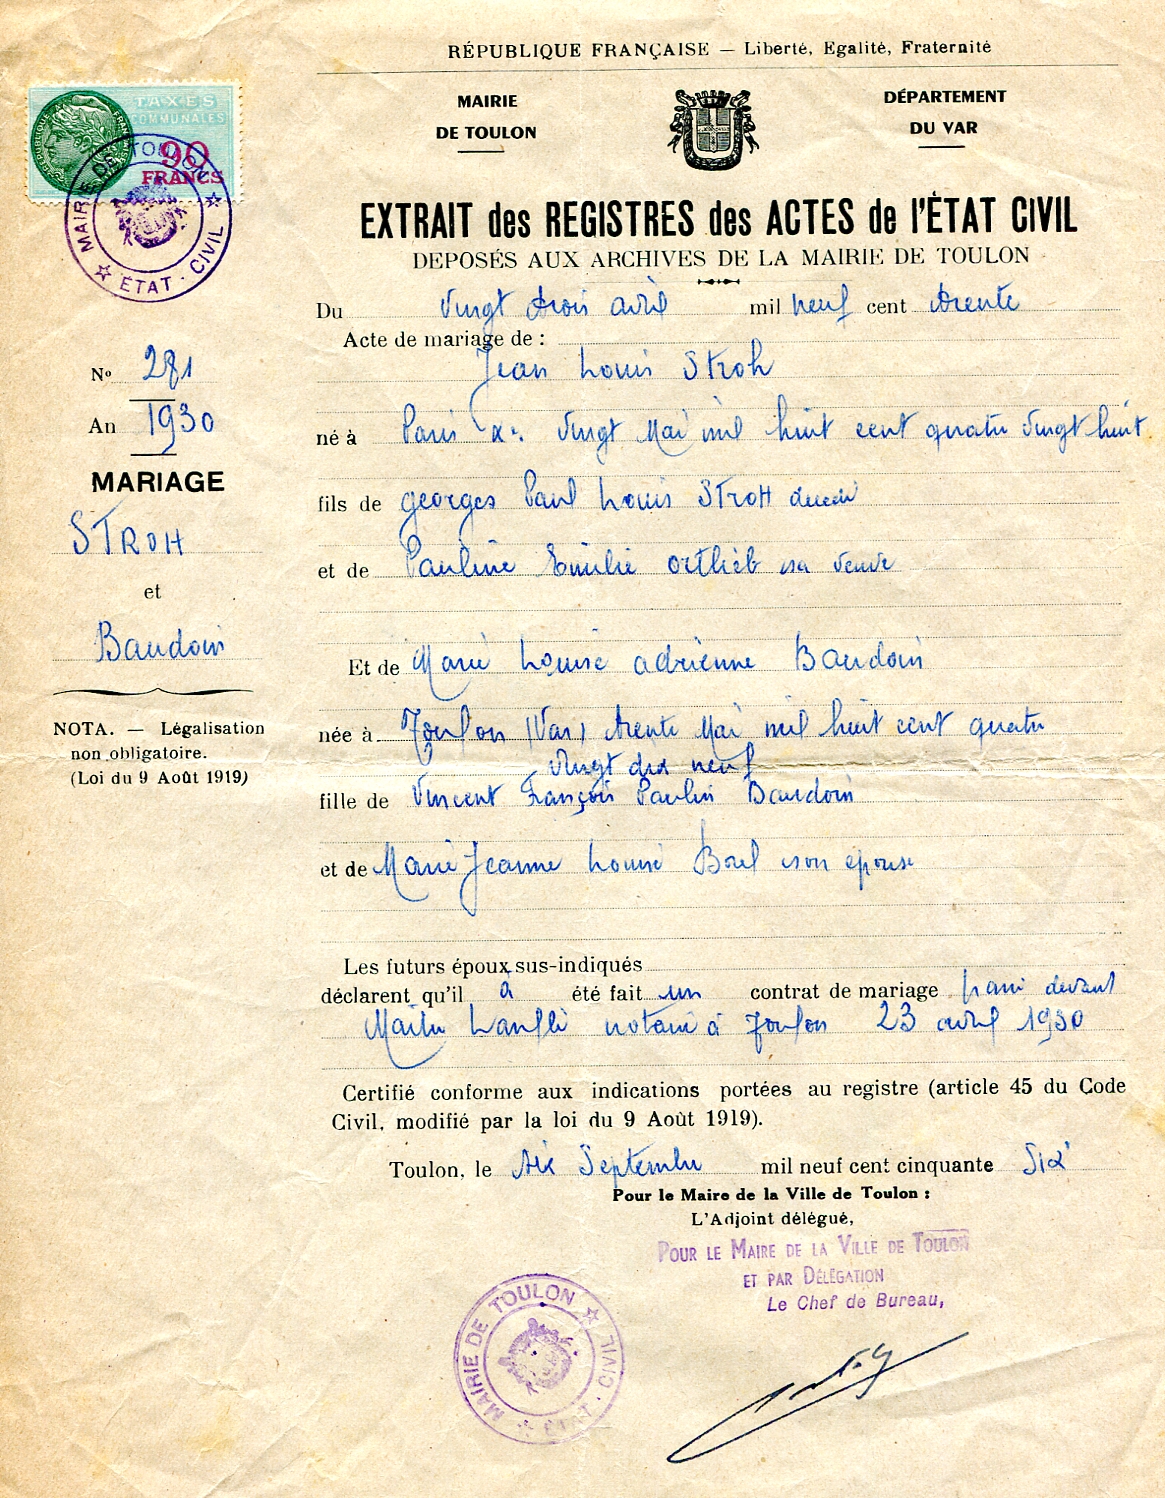 RÉPUBLIQUE FRANÇAISE — Liberté, Egalité, Fraternité
MAIRIE
DE TOULON
DÉPARTEMENT
DU VAR
TAXES
COMMUNALES
90
FRANCS
MAIRIE DE TOULON
ÉTAT - CIVIL
EXTRAIT des REGISTRES des ACTES de l'ÉTAT CIVIL
DEPOSÉS AUX ARCHIVES DE LA MAIRIE DE TOULON
Du vingt trois avril mil neuf cent trente
Acte de mariage de :
Jean Louis Stroh
né à Paris Xe. vingt Mai mil huit cent quatre vingt huit
fils de Georges Paul Louis STROH décédé
et de Pauline Emilie Ortlieb sa veuve
Et de Marie Louise Adrienne Baudoin
née à Toulon (Var) trente Mai mil huit cent quatre
vingt dix neuf
fille de Vincent François Paulin Baudoin
et de Marie Jeanne Louise Borel son épouse
Les futurs époux sus-indiqués
déclarent qu'il a été fait un contrat de mariage par devant
Maître notaire à Toulon 23 avril 1930
Certifié conforme aux indications portées au registre (article 45 du Code
Civil, modifié par la loi du 9 Août 1919).
Toulon, le six Septembre mil neuf cent cinquante Six
Pour le Maire de la Ville de Toulon :
L'Adjoint délégué,
POUR LE MAIRE DE LA VILLE DE TOULON
ET PAR DÉLÉGATION
Le Chef de Bureau,
MAIRIE DE TOULON
ÉTAT - CIVIL
No 281
An 1930
MARIAGE
STROH
et
Baudoin
NOTA. — Légalisation
non obligatoire.
(Loi du 9 Août 1919)